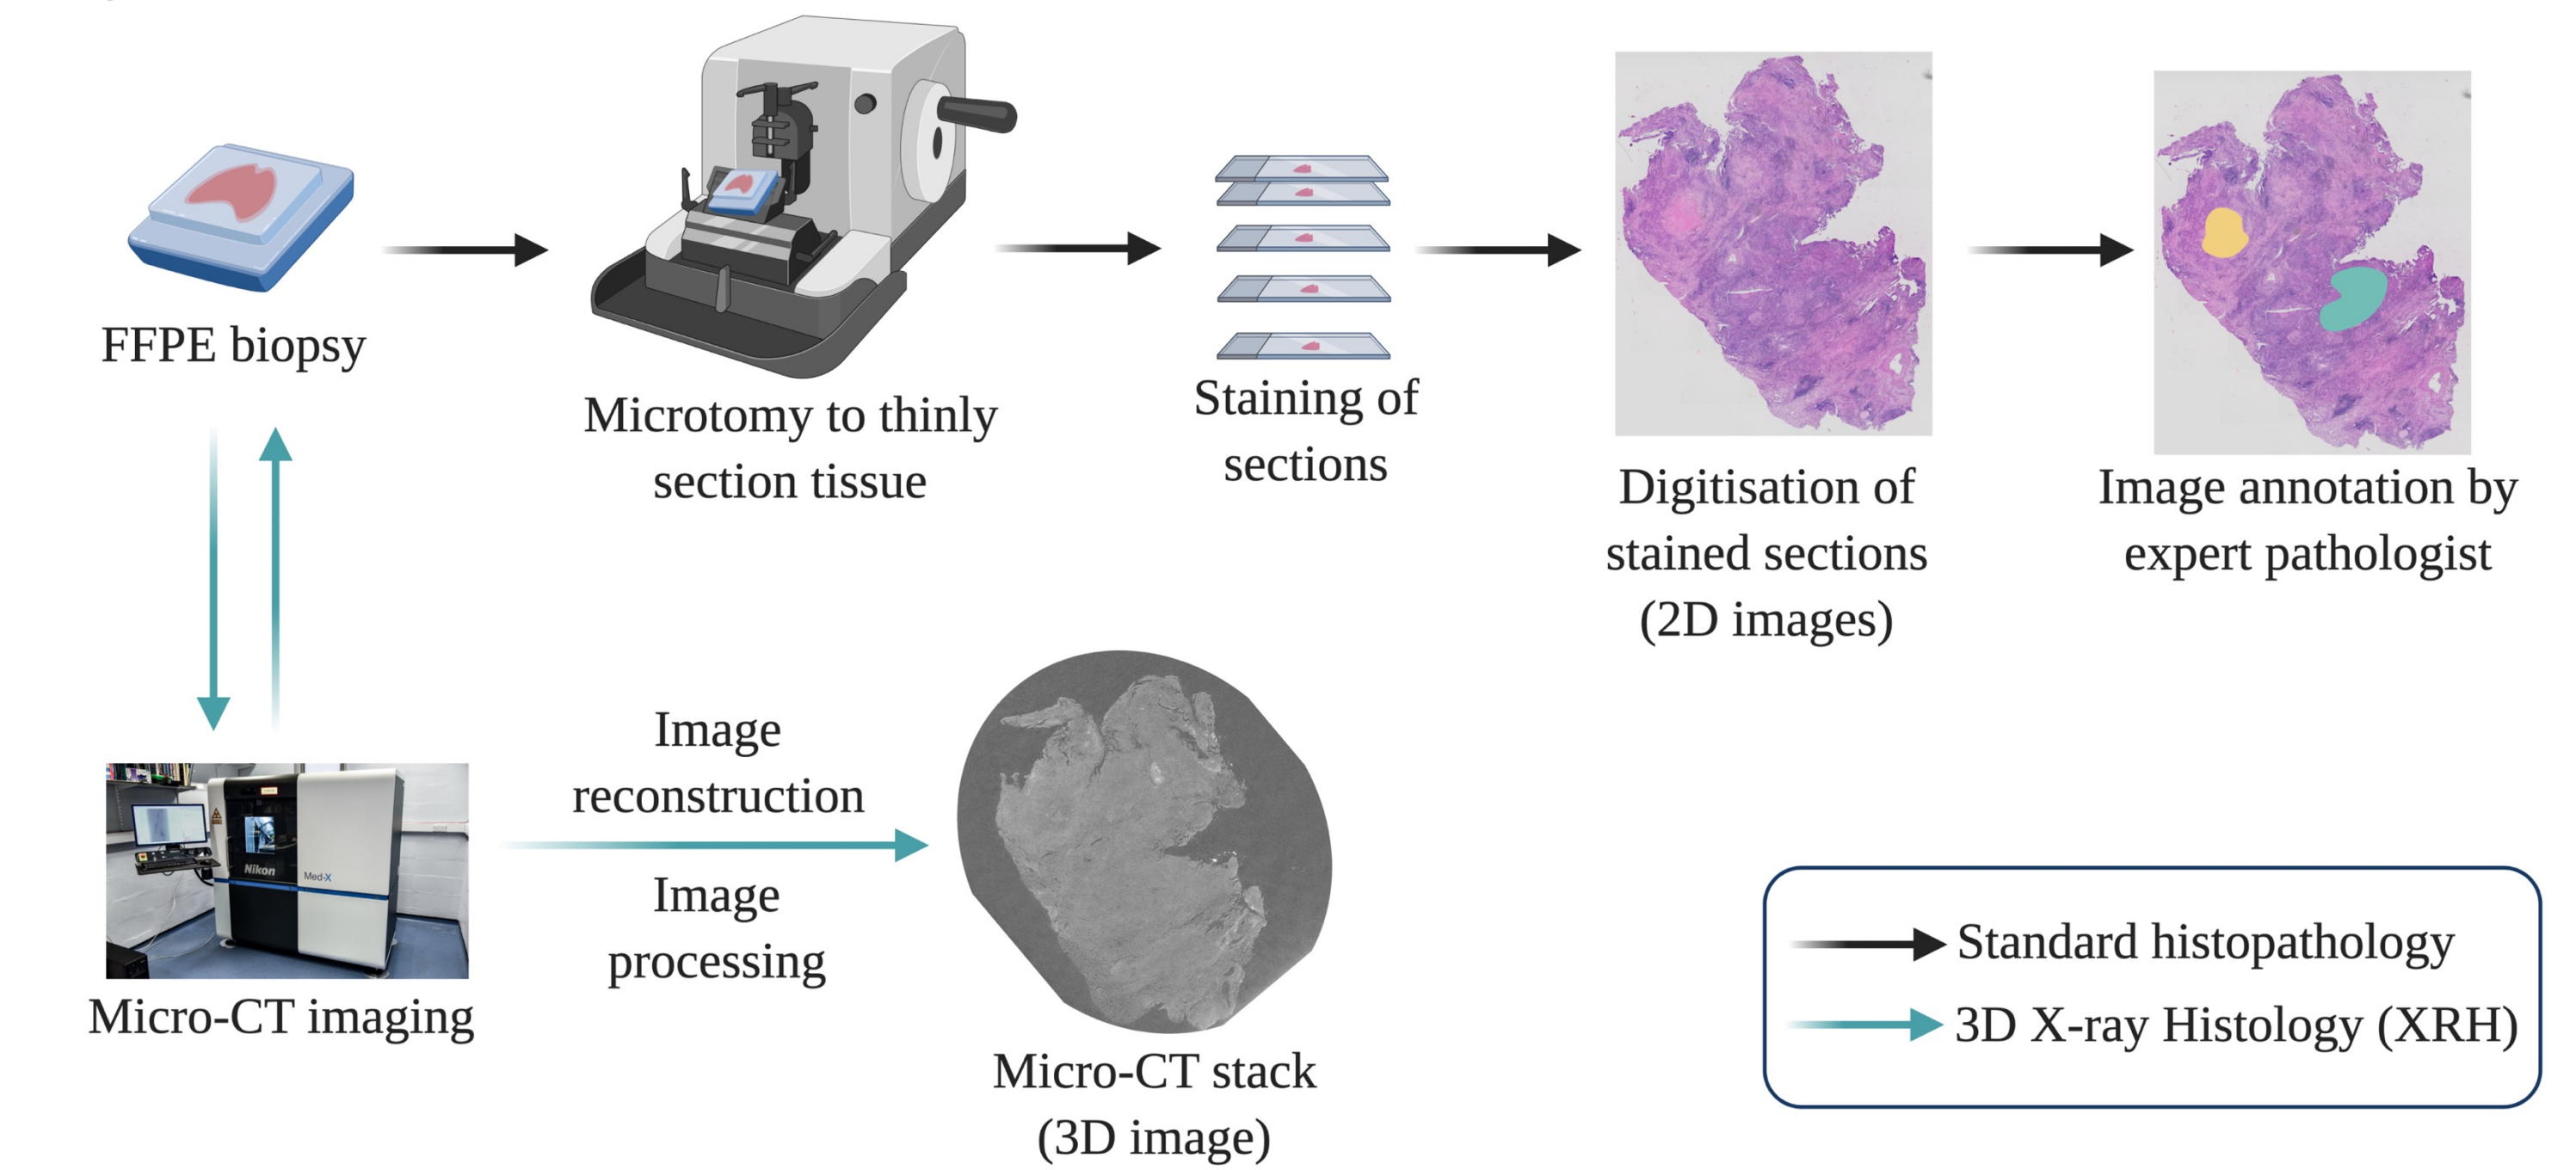 FFPE biopsy
Microtomy to thinly
section tissue
Staining of
sections
Digitisation of
stained sections
(2D images)
Image annotation by
expert pathologist
Image
reconstruction
Image
processing
Nikon
Med-X
Micro-CT imaging
Micro-CT stack
(3D image)
Standard histopathology
3D X-ray Histology (XRH)